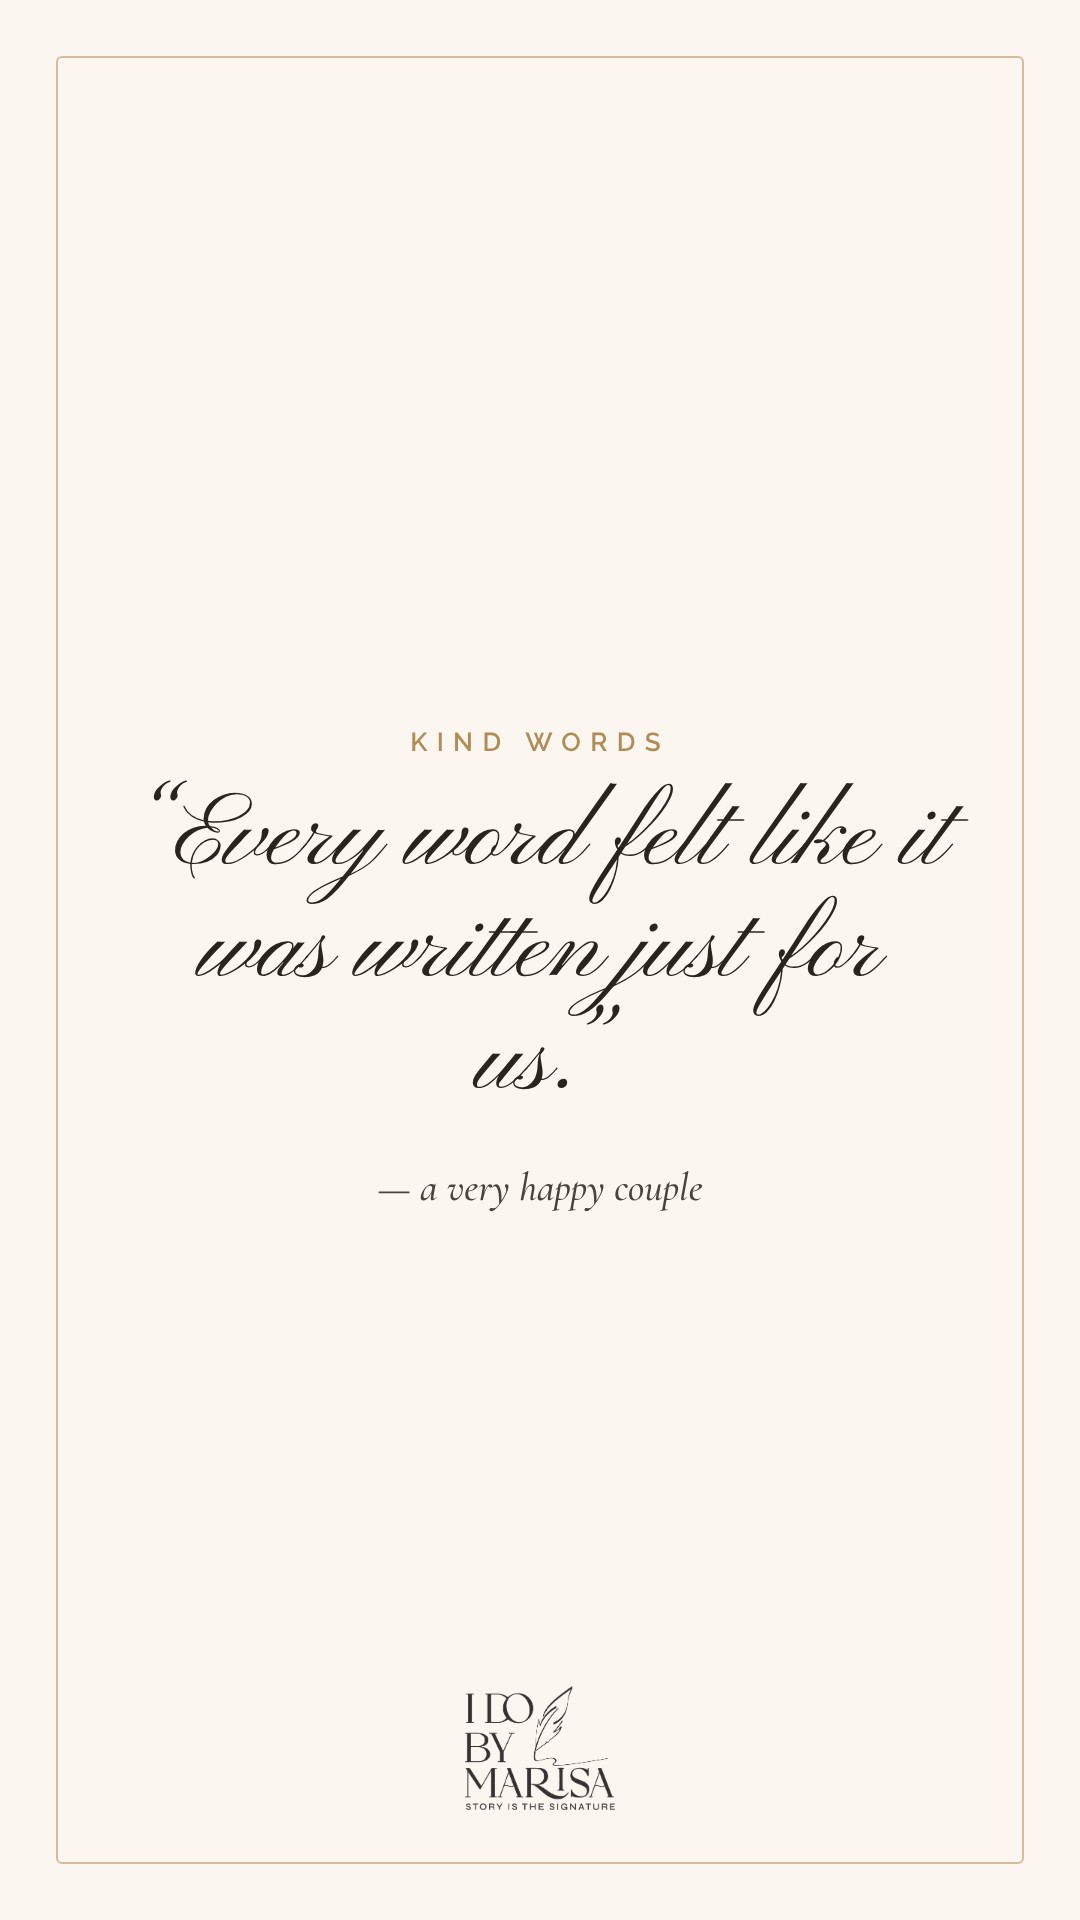 KIND WORDS
“Every word felt like it
was written just for
us.”
— a very happy couple
I DO
BY
MARISA
STORY IS THE SIGNATURE